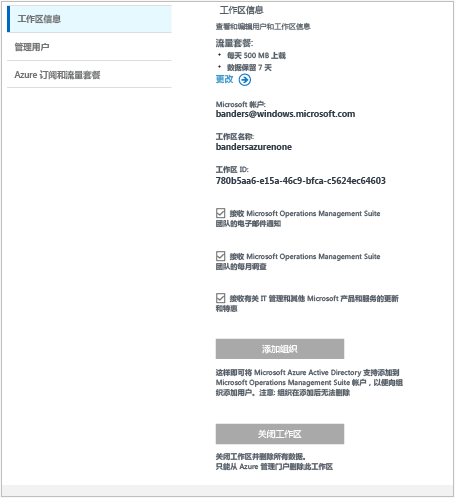 工作区信息
管理用户
Azure 订阅和流量套餐
工作区信息
查看和编辑用户和工作区信息
流量套餐:
• 每天 500 MB 上载
• 数据保留 7 天
更改
Microsoft 帐户:
banders@windows.microsoft.com
工作区名称:
bandersazurenone
工作区 ID:
780b5aa6-e15a-46c9-bfca-c5624ec64603
接收 Microsoft Operations Management Suite
团队的电子邮件通知
接收 Microsoft Operations Management Suite
团队的每月调查
接收有关 IT 管理和其他 Microsoft 产品和服务的更新
和特惠
添加组织
这样即可将 Microsoft Azure Active Directory 支持添加到
Microsoft Operations Management Suite 帐户，以便向组
织添加用户。注意: 组织在添加后无法删除
关闭工作区
关闭工作区并删除所有数据。
只能从 Azure 管理门户删除此工作区